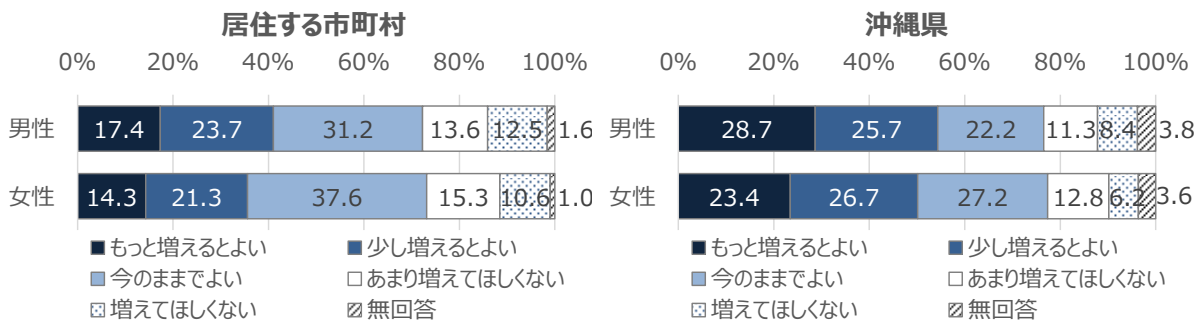 居住する市町村
0% 20% 40% 60% 80% 100%
男性 17.4 23.7 31.2 13.6 12.5 1.6
女性 14.3 21.3 37.6 15.3 10.6 1.0
もっと増えるとよい 少し増えるとよい
今のままでよい あまり増えてほしくない
増えてほしくない 無回答
沖縄県
0% 20% 40% 60% 80% 100%
男性 28.7 25.7 22.2 11.3 8.4 3.8
女性 23.4 26.7 27.2 12.8 6.2 3.6
もっと増えるとよい 少し増えるとよい
今のままでよい あまり増えてほしくない
増えてほしくない 無回答